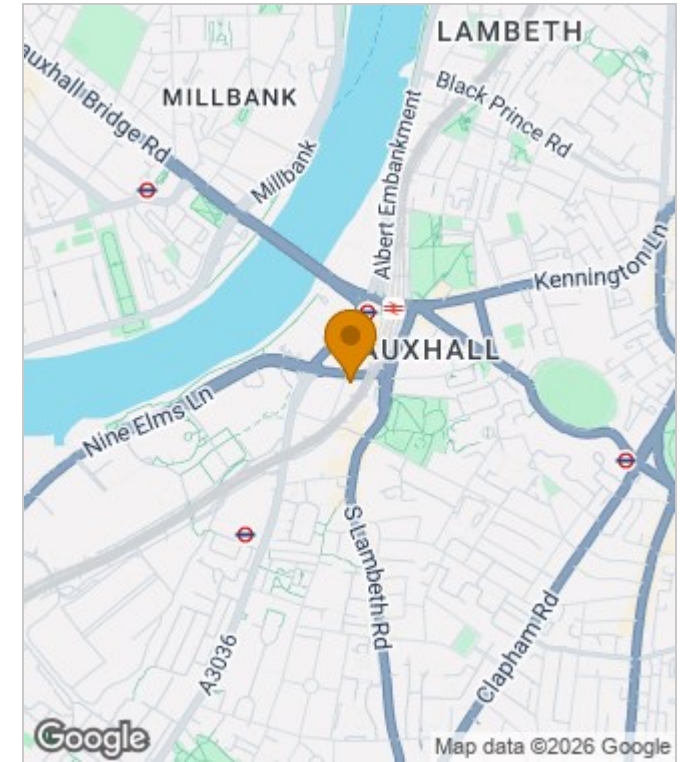 LAMBETH
auxhall Bridge Rd
MILLBANK
Black Prince Rd
Millbank
Albert Embankment
Kennington Ln
AUXHALL
Nine Elms Ln
S Lambeth Rd
A3036
Clapham Rd
Google
Map data ©2026 Google